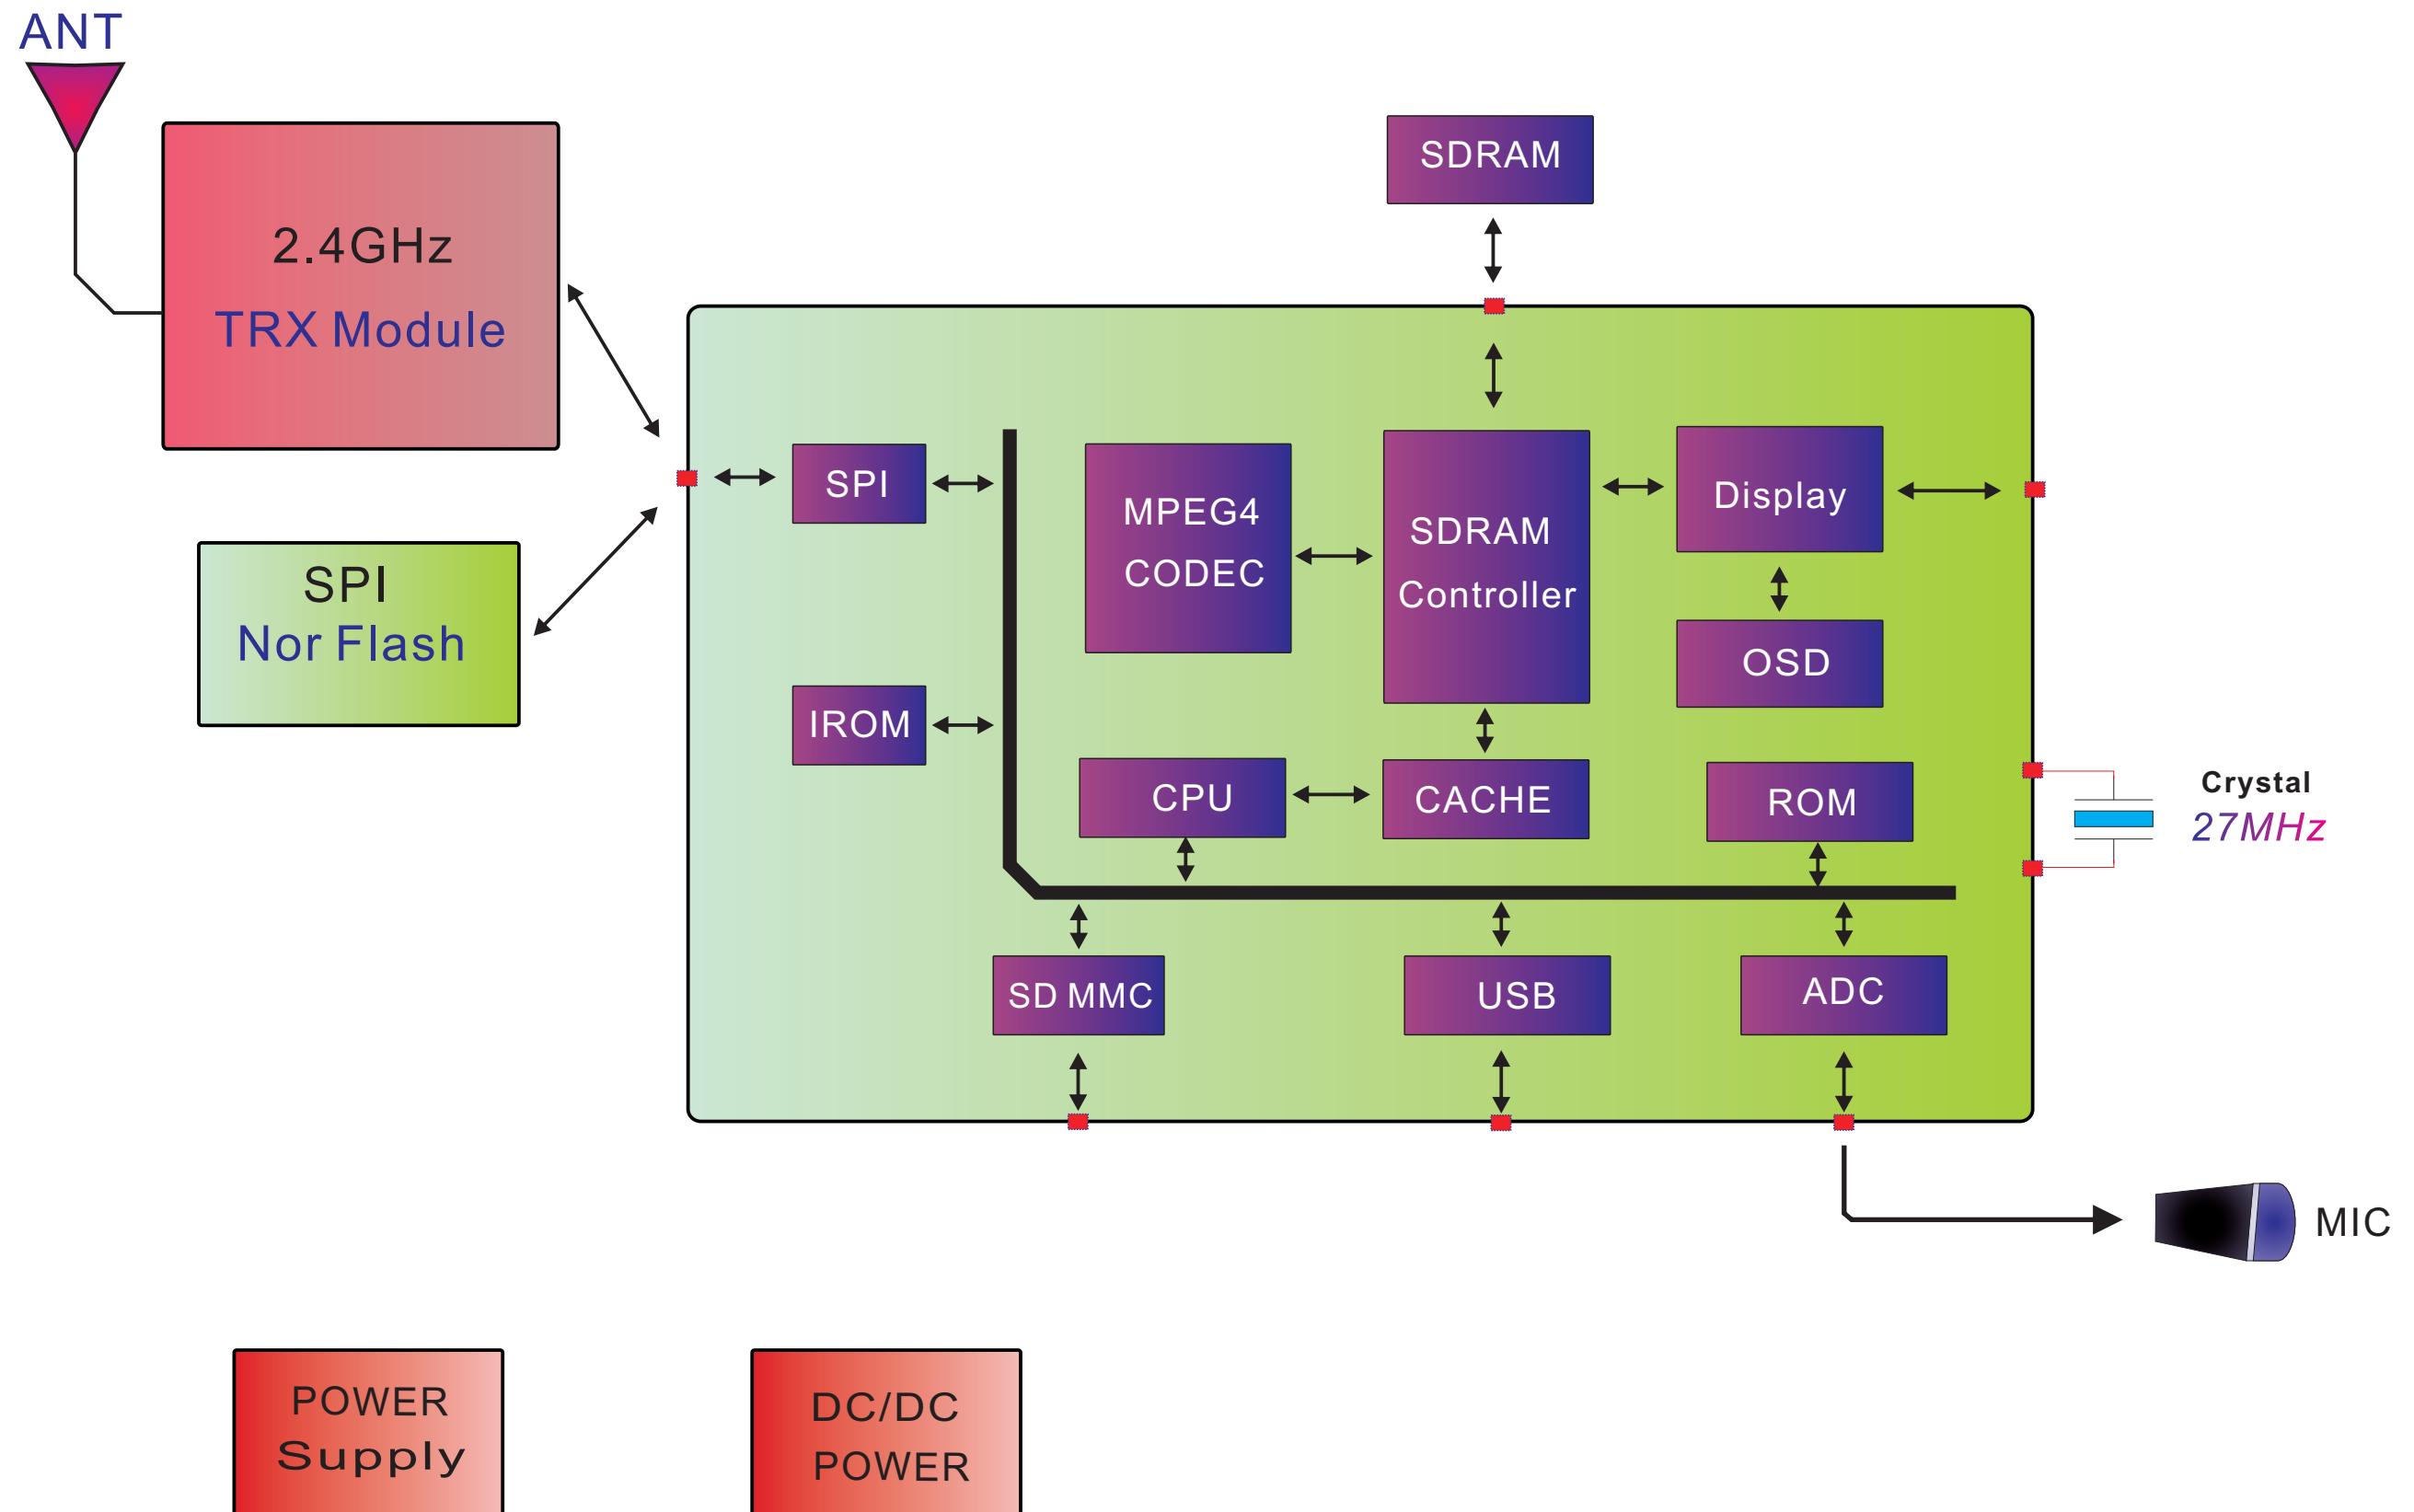 ANT
2.4GHz
TRX Module
SDRAM
SPI
Nor Flash
SPI
MPEG4
CODEC
SDRAM
Controller
Display
OSD
IROM
CPU
CACHE
ROM
Crystal
27MHz
SD MMC
USB
ADC
MIC
POWER
Supply
DC/DC
POWER